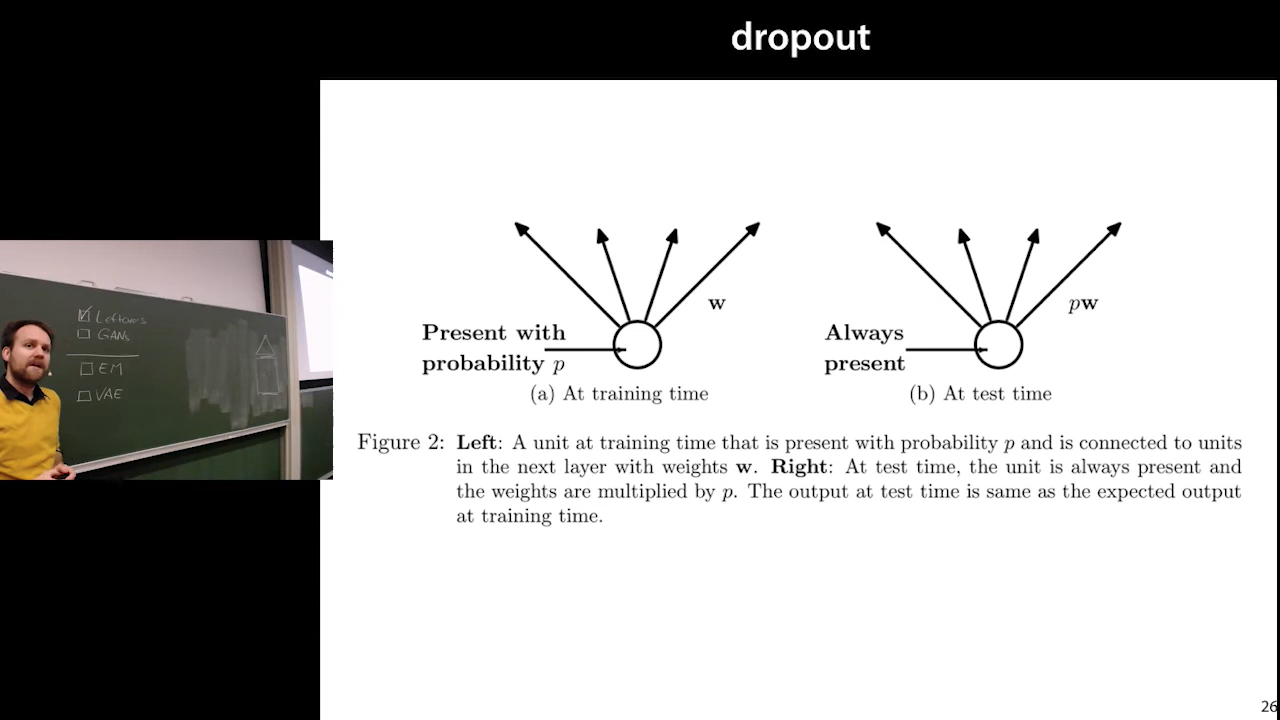 dropout
Leftovers
GANs
EM
VAE
w
Present with
probability p
(a) At training time
pw
Always
present
(b) At test time
Figure 2: Left: A unit at training time that is present with probability p and is connected to units
in the next layer with weights w. Right: At test time, the unit is always present and
the weights are multiplied by p. The output at test time is same as the expected output
at training time.
26